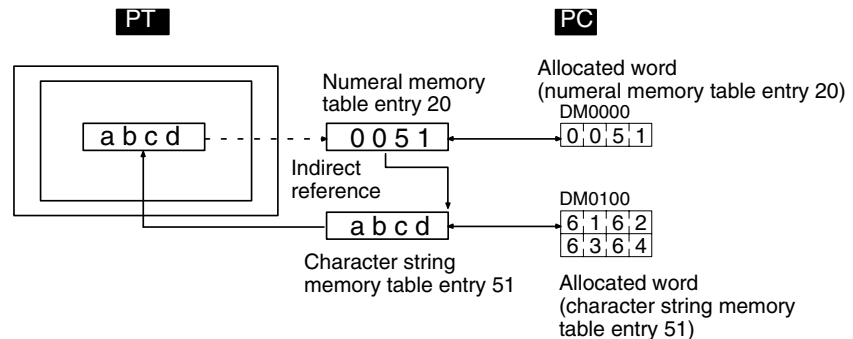 PT
PC
Numeral memory
table entry 20
Allocated word
(numeral memory table entry 20)
DM0000
a b c d
0 0 5 1
0 0 5 1
Indirect
reference
DM0100
a b c d
6 1 6 2
6 3 6 4
Character string
memory table entry 51
Allocated word
(character string memory
table entry 51)